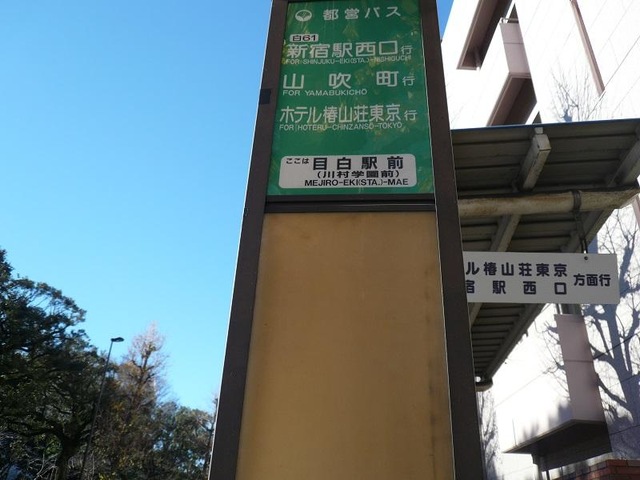 都営バス
白61
新宿駅西口行
FOR SHINJUKU-EKI(STA.)-NISHIGUCHI
山吹町行
FOR YAMABUKICHŌ
ホテル椿山荘東京行
FOR HOTERU-CHINZANSO-TOKYO
ここは 目白駅前
(川村学園前)
MEJIRO-EKI(STA.)-MAE
ル椿山荘東京
宿駅西口
方面行